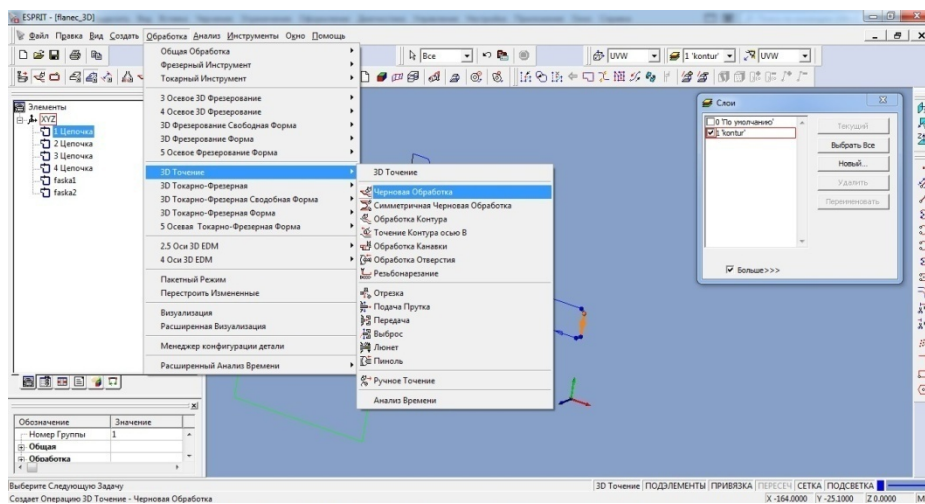 ESPRIT - [flanec_3D]
Файл Правка Вид Создать Обработка Анализ Инструменты Окно Помощь
Все
UVW
1 'kontur'
UVW
Элементы
XYZ
1 Цепочка
2 Цепочка
3 Цепочка
4 Цепочка
faska1
faska2
Общая Обработка
Фрезерный Инструмент
Токарный Инструмент
3 Осевое 3D Фрезерование
4 Осевое 3D Фрезерование
3D Фрезерование Свободная Форма
3D Фрезерование Форма
5 Осевое Фрезерование Форма
3D Точение
3D Токарно-Фрезерная
3D Токарно-Фрезерная Сводобная Форма
3D Токарно-Фрезерная Форма
5 Осевая Токарно-Фрезерная Форма
2.5 Оси 3D EDM
4 Оси 3D EDM
Пакетный Режим
Перестроить Измененные
Визуализация
Расширенная Визуализация
Менеджер конфигурации детали
Расширенный Анализ Времени
3D Точение
Черновая Обработка
Симметричная Черновая Обработка
Обработка Контура
Точение Контура осью В
Обработка Канавки
Обработка Отверстия
Резьбонарезание
Отрезка
Подача Прутка
Передача
Выброс
Люнет
Пиноль
Ручное Точение
Анализ Времени
Слои
0 'По умолчанию'
1 'kontur'
Текущий
Выбрать Все
Новый...
Удалить
Переименовать
Больше>>>
Обозначение Значение
Номер Группы 1
Общая
Обработка
Выберите Следующую Задачу
3D Точение ПОДЭЛЕМЕНТЫ ПРИВЯЗКА ПЕРЕСЕЧ СЕТКА ПОДСВЕТКА
Создает Операцию 3D Точение - Черновая Обработка
X -164.0000 Y -25.1000 Z 0.0000